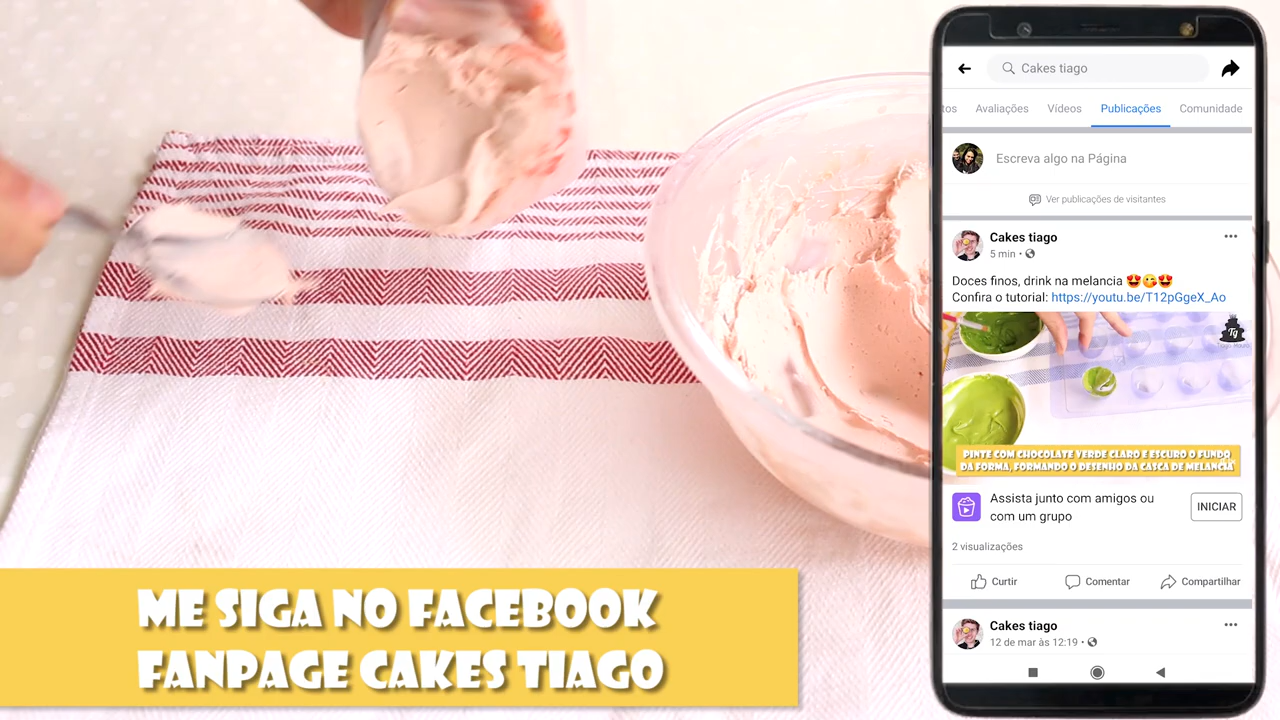 ME SIGA NO FACEBOOK
FANPAGE CAKES TIAGO
Cakes tiago
tos Avaliações Vídeos Publicações Comunidade
Escreva algo na Página
Ver publicações de visitantes
Cakes tiago
5 min
Doces finos, drink na melancia
Confira o tutorial: https://youtu.be/T12pGgeX_Ao
Tg
PINTE COM CHOCOLATE VERDE CLARO E ESCURO O FUNDO
DA FORMA, FORMANDO O DESENHO DA CASCA DE MELANCIA
Assista junto com amigos ou
com um grupo
INICIAR
2 visualizações
Curtir Comentar Compartilhar
Cakes tiago
12 de mar às 12:19